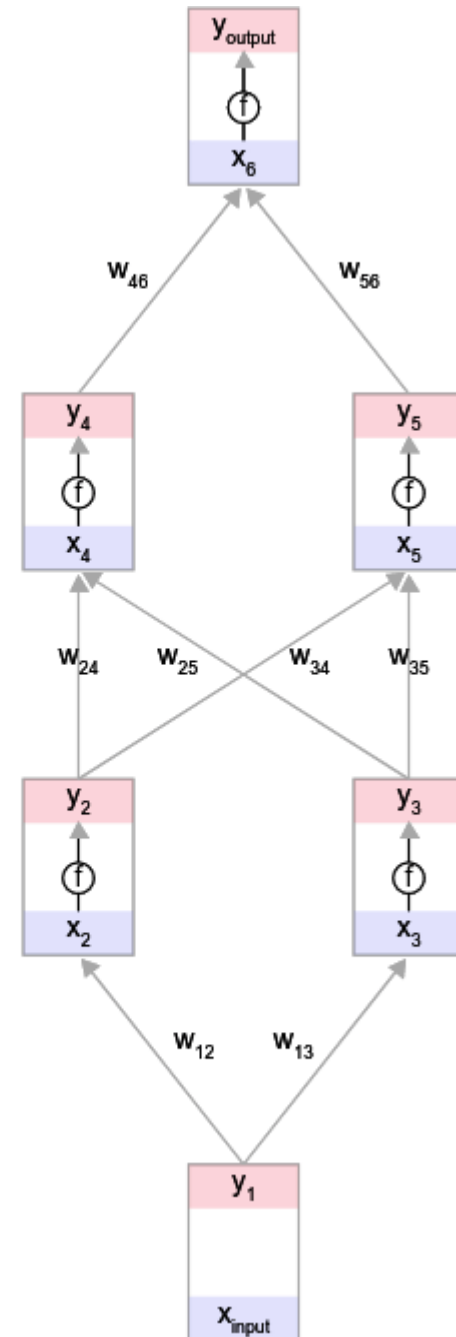 y_output
f
x_6
w_46 w_56
y_4 y_5
f f
x_4 x_5
w_24 w_25 w_34 w_35
y_2 y_3
f f
x_2 x_3
w_12 w_13
y_1
x_input